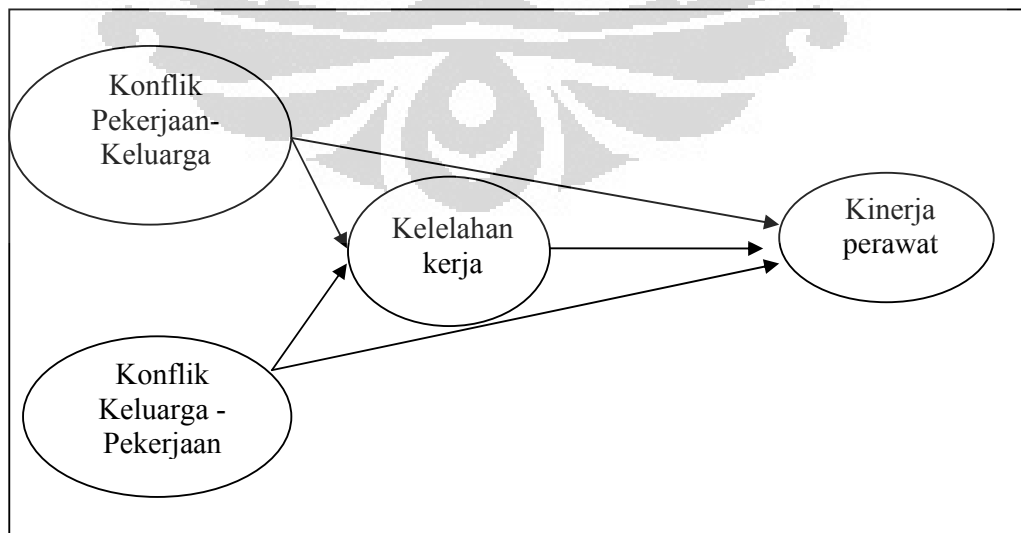 Konflik
Pekerjaan-
Keluarga
Kelelahan
kerja
Kinerja
perawat
Konflik
Keluarga -
Pekerjaan